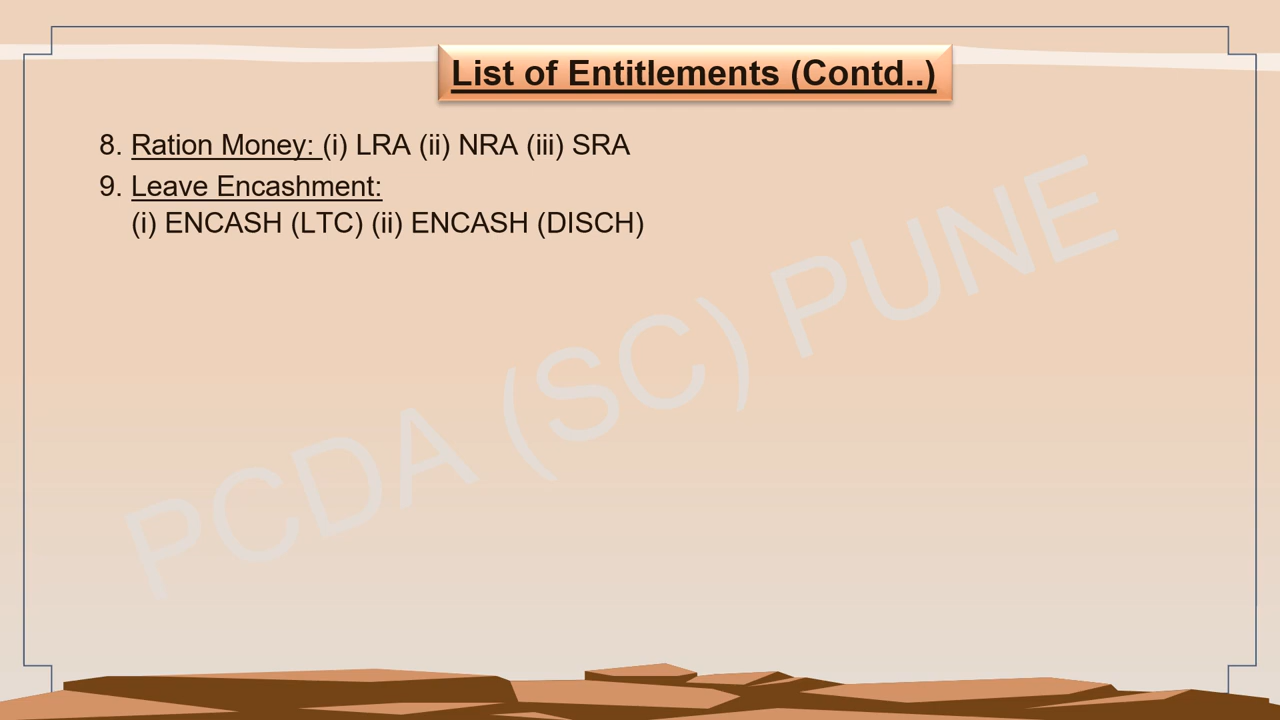 List of Entitlements (Contd..)
8. Ration Money: (i) LRA (ii) NRA (iii) SRA
9. Leave Encashment:
(i) ENCASH (LTC) (ii) ENCASH (DISCH)
PCDA (SC) PUNE